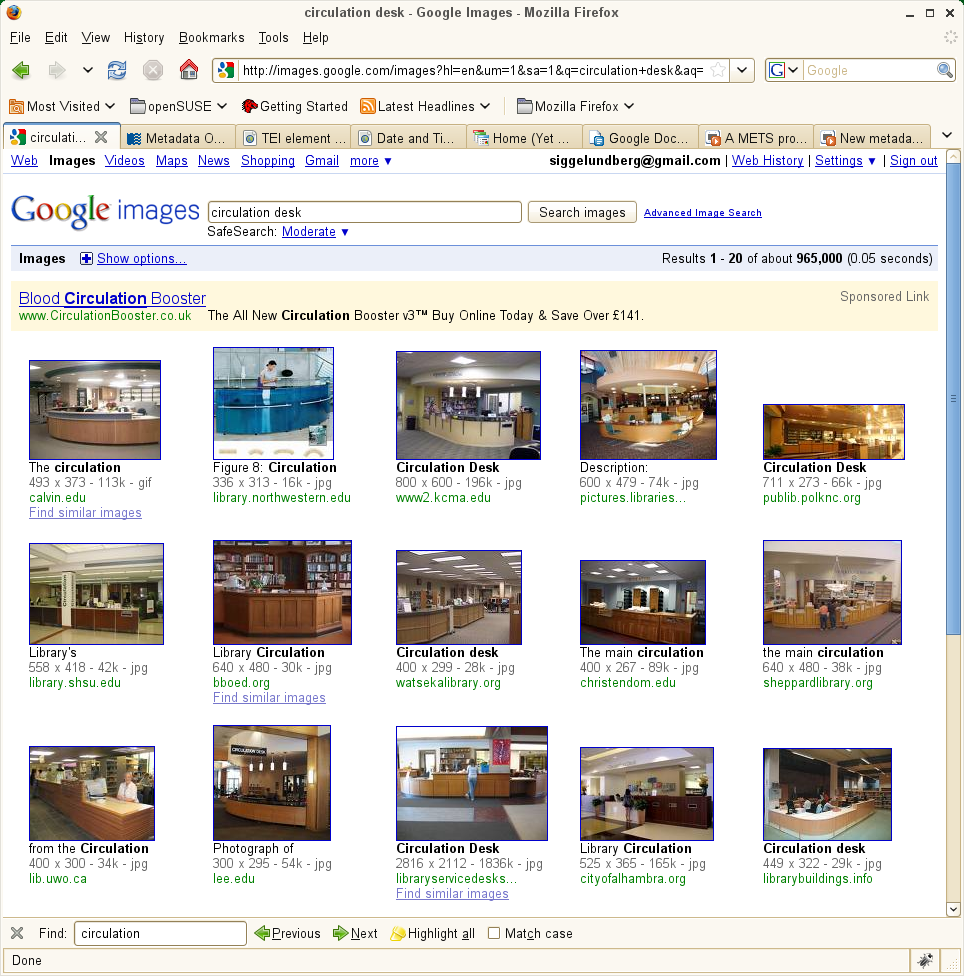 circulation desk - Google Images - Mozilla Firefox
File Edit View History Bookmarks Tools Help
http://images.google.com/images?hl=en&um=1&sa=1&q=circulation+desk&aq= Google
Most Visited openSUSE Getting Started Latest Headlines Mozilla Firefox
circulati... Metadata O... TEI element ... Date and Ti... Home (Yet ... Google Doc... A METS pro... New metada...
Web Images Videos Maps News Shopping Gmail more ▼ siggelundberg@gmail.com | Web History | Settings ▼ | Sign out
Google images circulation desk Search images Advanced Image Search
SafeSearch: Moderate ▼
Images Show options... Results 1 - 20 of about 965,000 (0.05 seconds)
Blood Circulation Booster Sponsored Link
www.CirculationBooster.co.uk The All New Circulation Booster v3™ Buy Online Today & Save Over £141.
The circulation
493 x 373 - 113k - gif
calvin.edu
Find similar images
Figure 8: Circulation
336 x 313 - 16k - jpg
library.northwestern.edu
Circulation Desk
800 x 600 - 196k - jpg
www2.kcma.edu
Description:
600 x 479 - 74k - jpg
pictures.libraries...
Circulation Desk
711 x 273 - 66k - jpg
publib.polknc.org
Library's
558 x 418 - 42k - jpg
library.shsu.edu
Library Circulation
640 x 480 - 30k - jpg
bboed.org
Find similar images
Circulation desk
400 x 299 - 28k - jpg
watsekalibrary.org
The main circulation
400 x 267 - 89k - jpg
christendom.edu
the main circulation
640 x 480 - 38k - jpg
sheppardlibrary.org
from the Circulation
400 x 300 - 34k - jpg
lib.uwo.ca
CIRCULATION DESK
Photograph of
300 x 295 - 54k - jpg
lee.edu
Circulation Desk
2816 x 2112 - 1836k - jpg
libraryservicedesks...
Find similar images
Library Circulation
525 x 365 - 165k - jpg
cityofalhambra.org
Circulation desk
449 x 322 - 29k - jpg
librarybuildings.info
Find: circulation Previous Next Highlight all Match case
Done